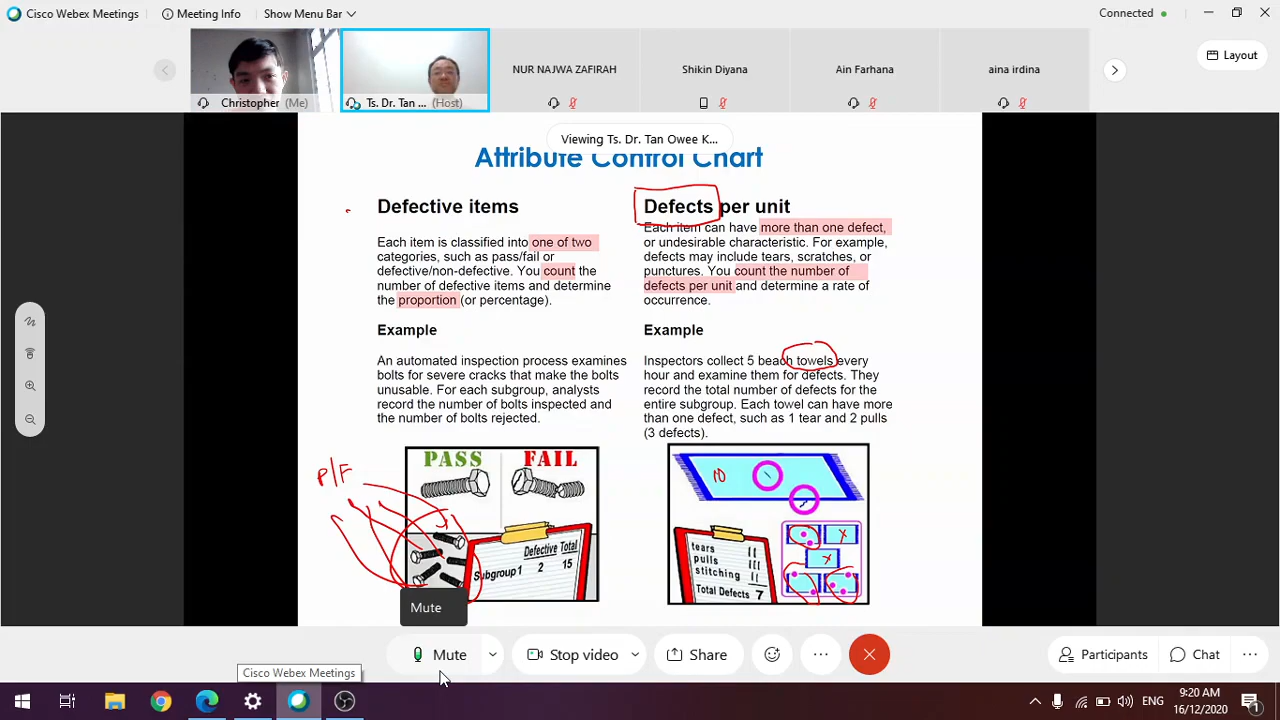 Cisco Webex Meetings
Meeting Info
Show Menu Bar
Connected
NUR NAJWA ZAFIRAH
Shikin Diyana
Ain Farhana
aina irdina
Layout
Christopher (Me)
Ts. Dr. Tan ... (Host)
Viewing Ts. Dr. Tan Owee K...
Attribute Control Chart
Defective items
Each item is classified into one of two
categories, such as pass/fail or
defective/non-defective. You count the
number of defective items and determine
the proportion (or percentage).
Example
An automated inspection process examines
bolts for severe cracks that make the bolts
unusable. For each subgroup, analysts
record the number of bolts inspected and
the number of bolts rejected.
P/F
PASS FAIL
Defective Total
Subgroup 1 2 15
Defects per unit
Each item can have more than one defect,
or undesirable characteristic. For example,
defects may include tears, scratches, or
punctures. You count the number of
defects per unit and determine a rate of
occurrence.
Example
Inspectors collect 5 beach towels every
hour and examine them for defects. They
record the total number of defects for the
entire subgroup. Each towel can have more
than one defect, such as 1 tear and 2 pulls
(3 defects).
tears
pulls
stitching
Total Defects 7
Mute
Mute
Stop video
Share
Participants
Chat
Cisco Webex Meetings
ENG
9:20 AM
16/12/2020
1